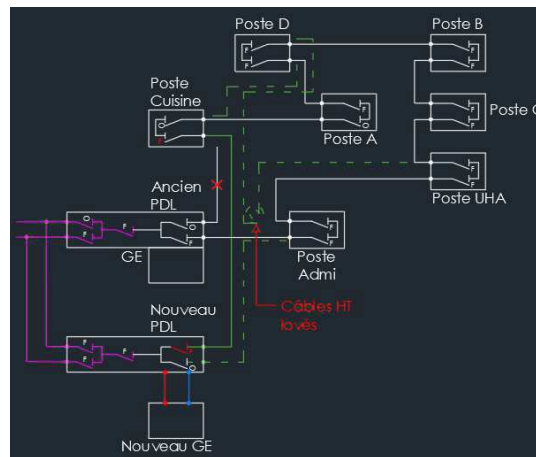 Poste D
Poste B
Poste
Cuisine
Poste C
Poste A
Ancien
PDL
Poste UHA
GE
Poste
Admi
Nouveau
PDL
Câbles HT
lovés
Nouveau GE